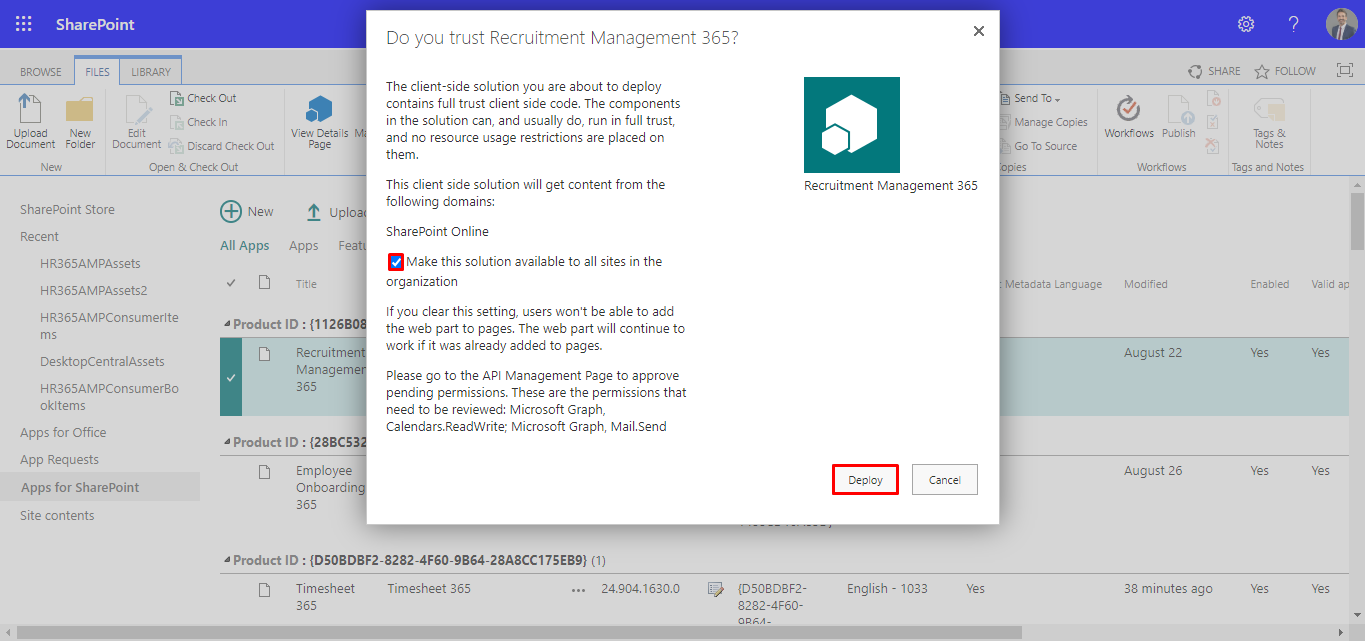 SharePoint
?
BROWSE FILES LIBRARY
SHARE FOLLOW
Upload Document
New Folder
New
Edit Document
Check Out
Check In
Discard Check Out
Open & Check Out
View Details Page
Ma
Send To
Manage Copies
Go To Source
opies
Workflows
Publish
Workflows
Tags & Notes
Tags and Notes
SharePoint Store
Recent
HR365AMPAssets
HR365AMPAssets2
HR365AMPConsumerIte
ms
DesktopCentralAssets
HR365AMPConsumerBo
okItems
Apps for Office
App Requests
Apps for SharePoint
Site contents
New Upload
All Apps Apps Featu
Title
Metadata Language Modified Enabled Valid ap
Product ID : {1126B08
Recruitment
Managemen
365
August 22 Yes Yes
Product ID : {28BC532
Employee
Onboarding
365
August 26 Yes Yes
Product ID : {D50BDBF2-8282-4F60-9B64-28A8CC175EB9} (1)
Timesheet
365
Timesheet 365 ... 24.904.1630.0
{D50BDBF2-
8282-4F60-
9B64-
English - 1033 Yes 38 minutes ago Yes Yes
Do you trust Recruitment Management 365?
The client-side solution you are about to deploy
contains full trust client side code. The components
in the solution can, and usually do, run in full trust,
and no resource usage restrictions are placed on
them.
This client side solution will get content from the
following domains:
SharePoint Online
Make this solution available to all sites in the
organization
If you clear this setting, users won't be able to add
the web part to pages. The web part will continue to
work if it was already added to pages.
Please go to the API Management Page to approve
pending permissions. These are the permissions that
need to be reviewed: Microsoft Graph,
Calendars.ReadWrite; Microsoft Graph, Mail.Send
Recruitment Management 365
Deploy Cancel